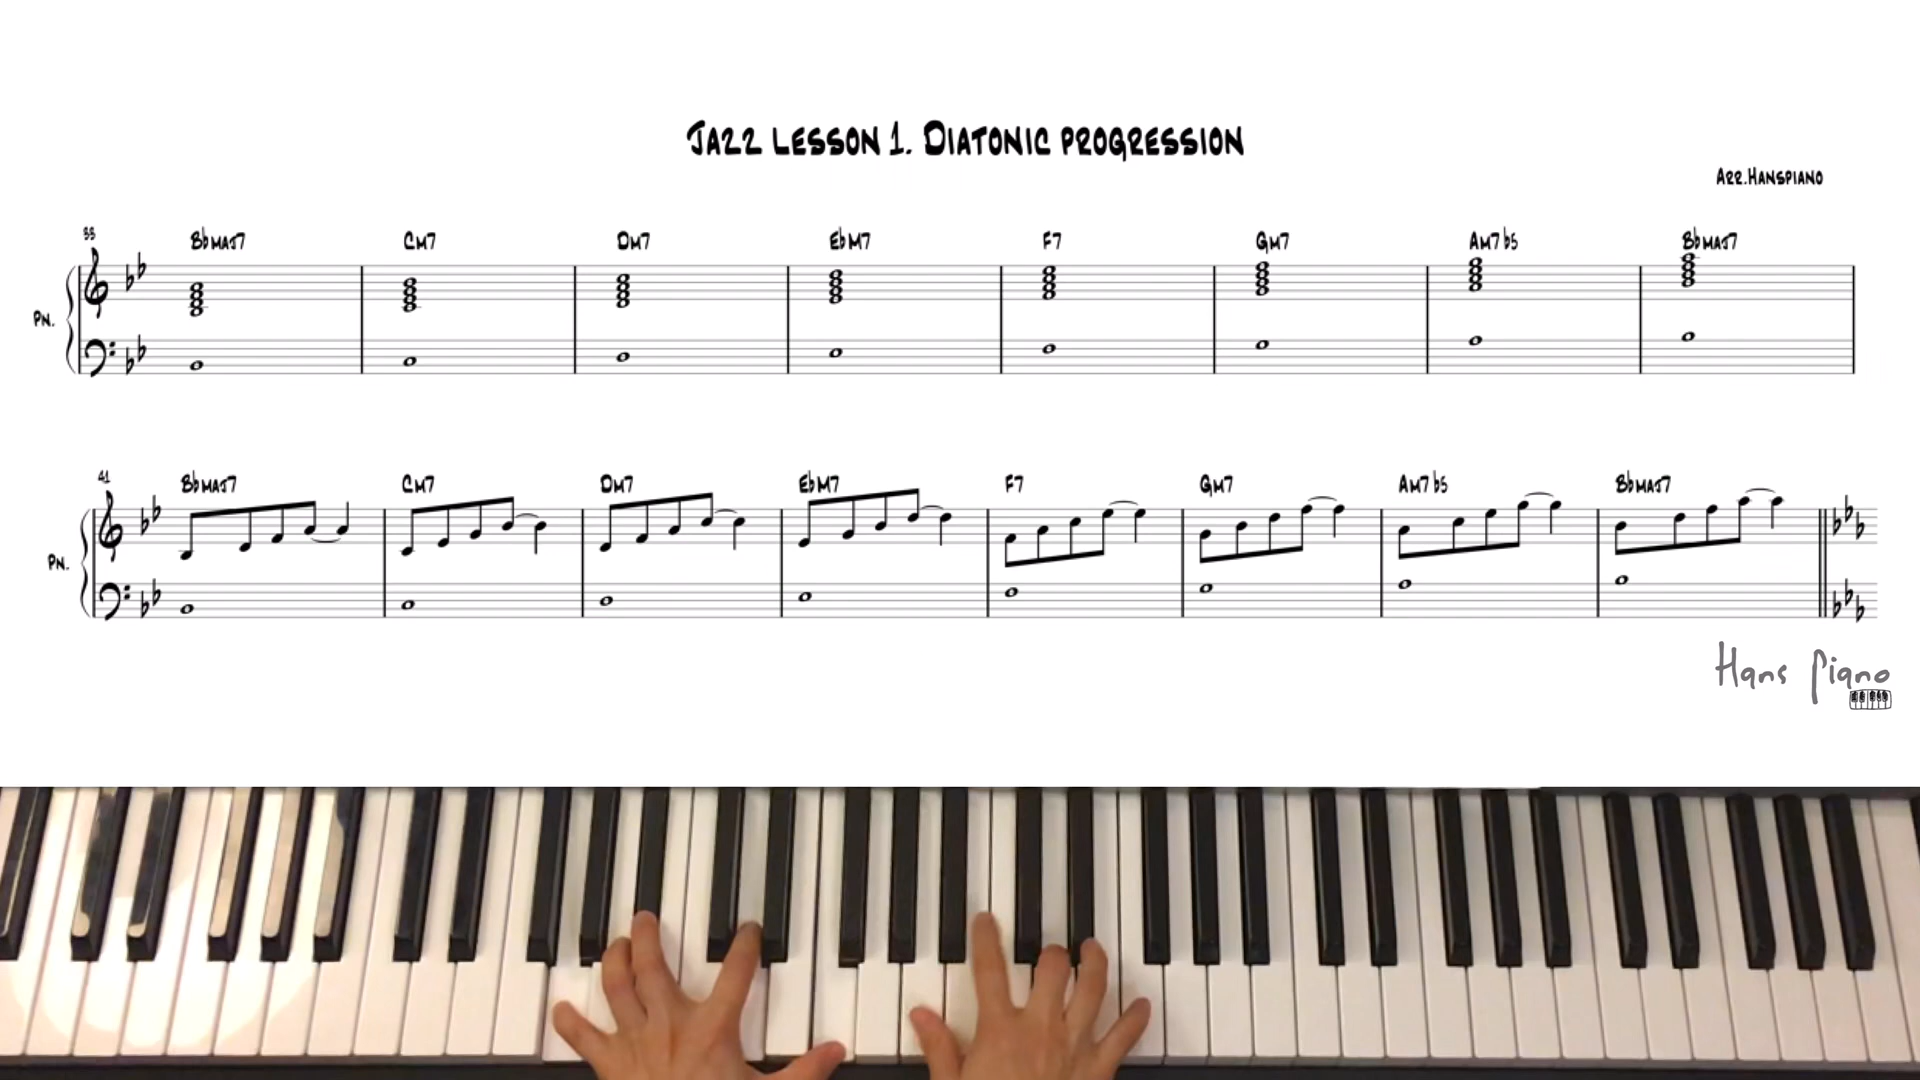 Jazz lesson 1. Diatonic progression
Arr.Hanspiano
33
Bbmaj7 Cm7 Dm7 EbM7 F7 Gm7 Am7b5 Bbmaj7
Pn.
41
Bbmaj7 Cm7 Dm7 EbM7 F7 Gm7 Am7b5 Bbmaj7
Pn.
Hans Piano